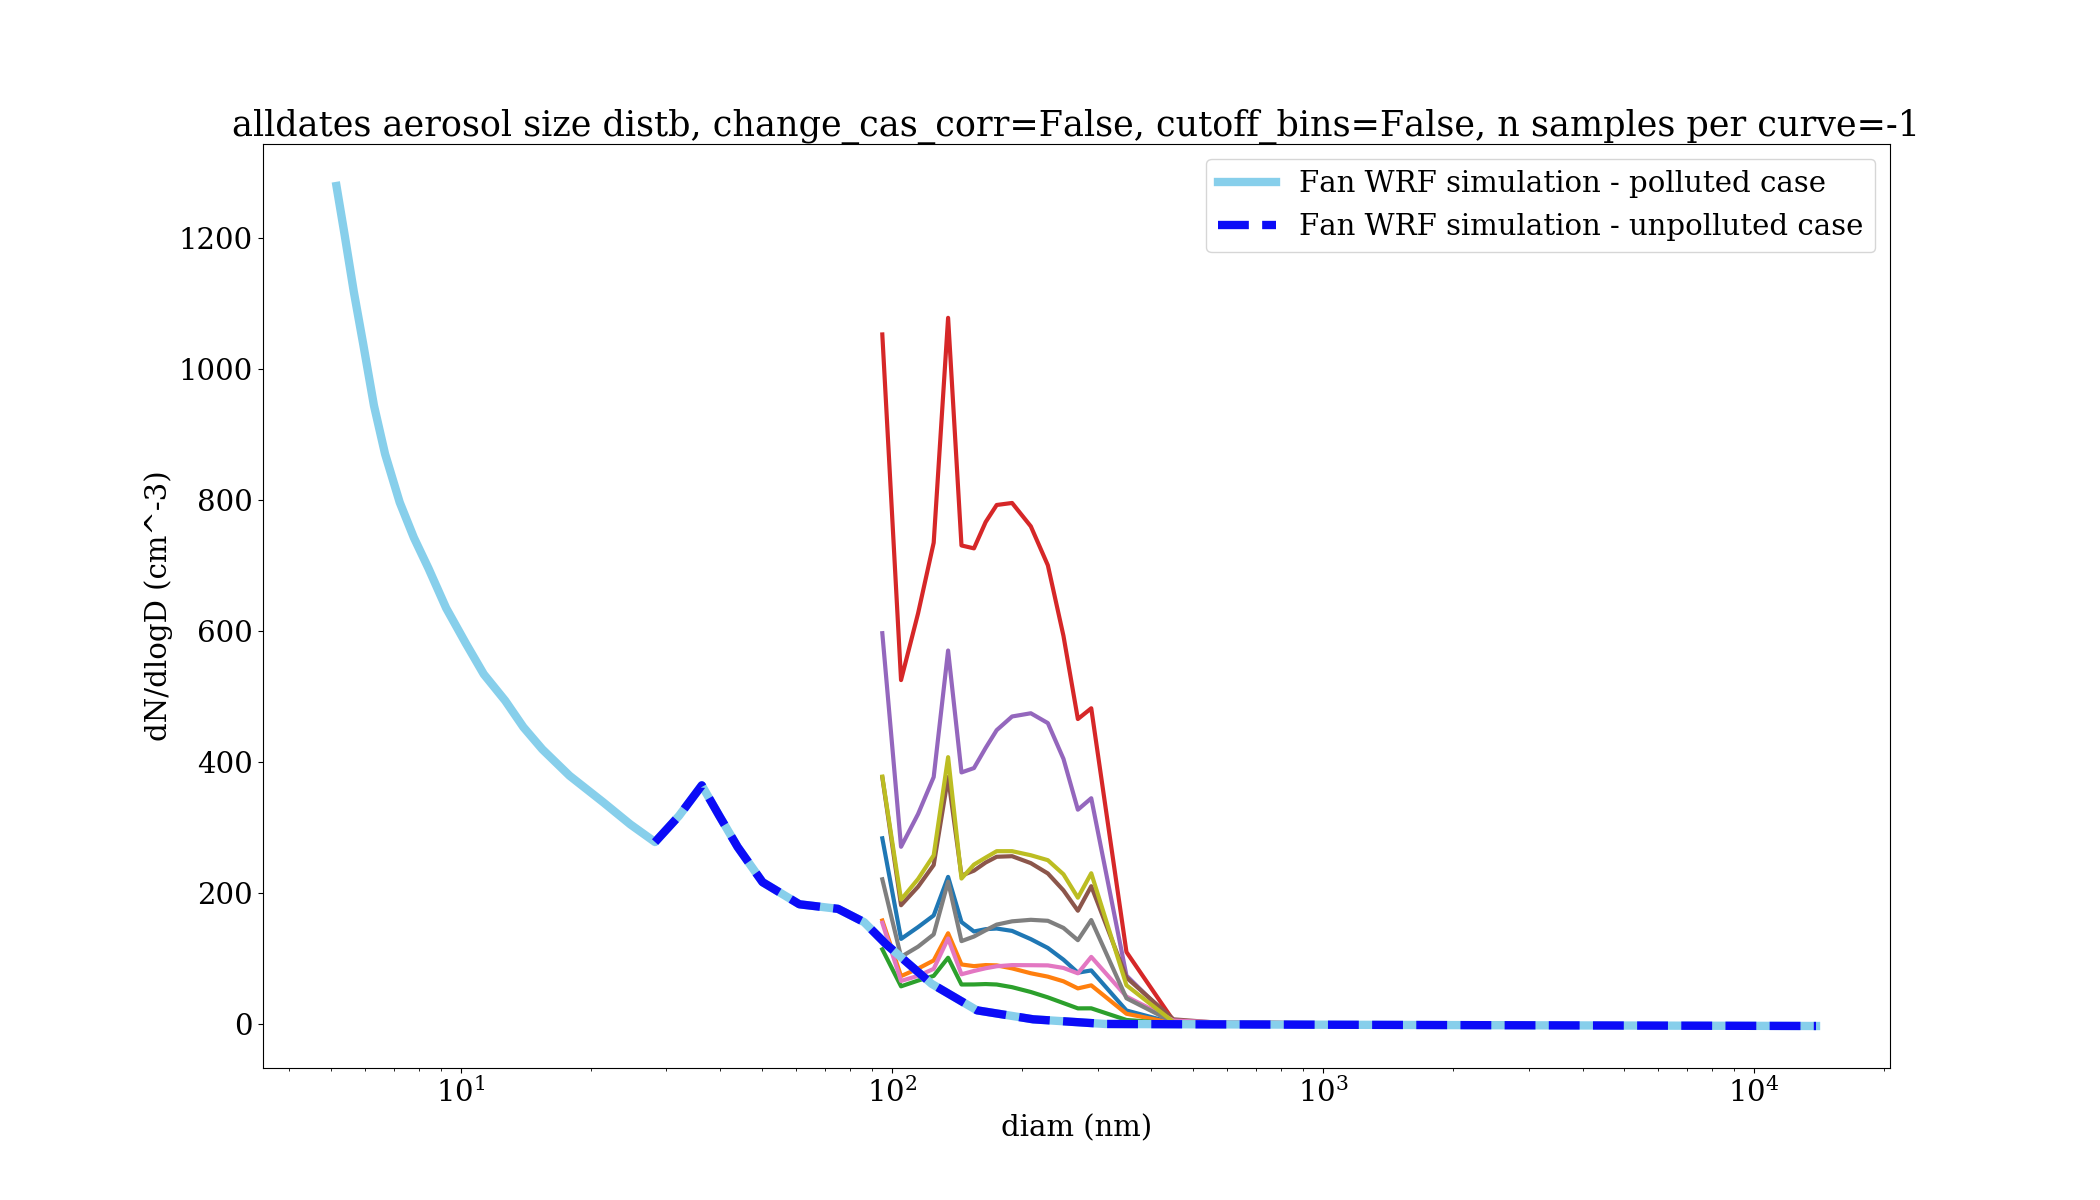 alldates aerosol size distb, change_cas_corr=False, cutoff_bins=False, n samples per curve=-1
Fan WRF simulation - polluted case
Fan WRF simulation - unpolluted case
1200
1000
800
600
400
200
0
dN/dlogD (cm^-3)
10¹ 10² 10³ 10⁴
diam (nm)